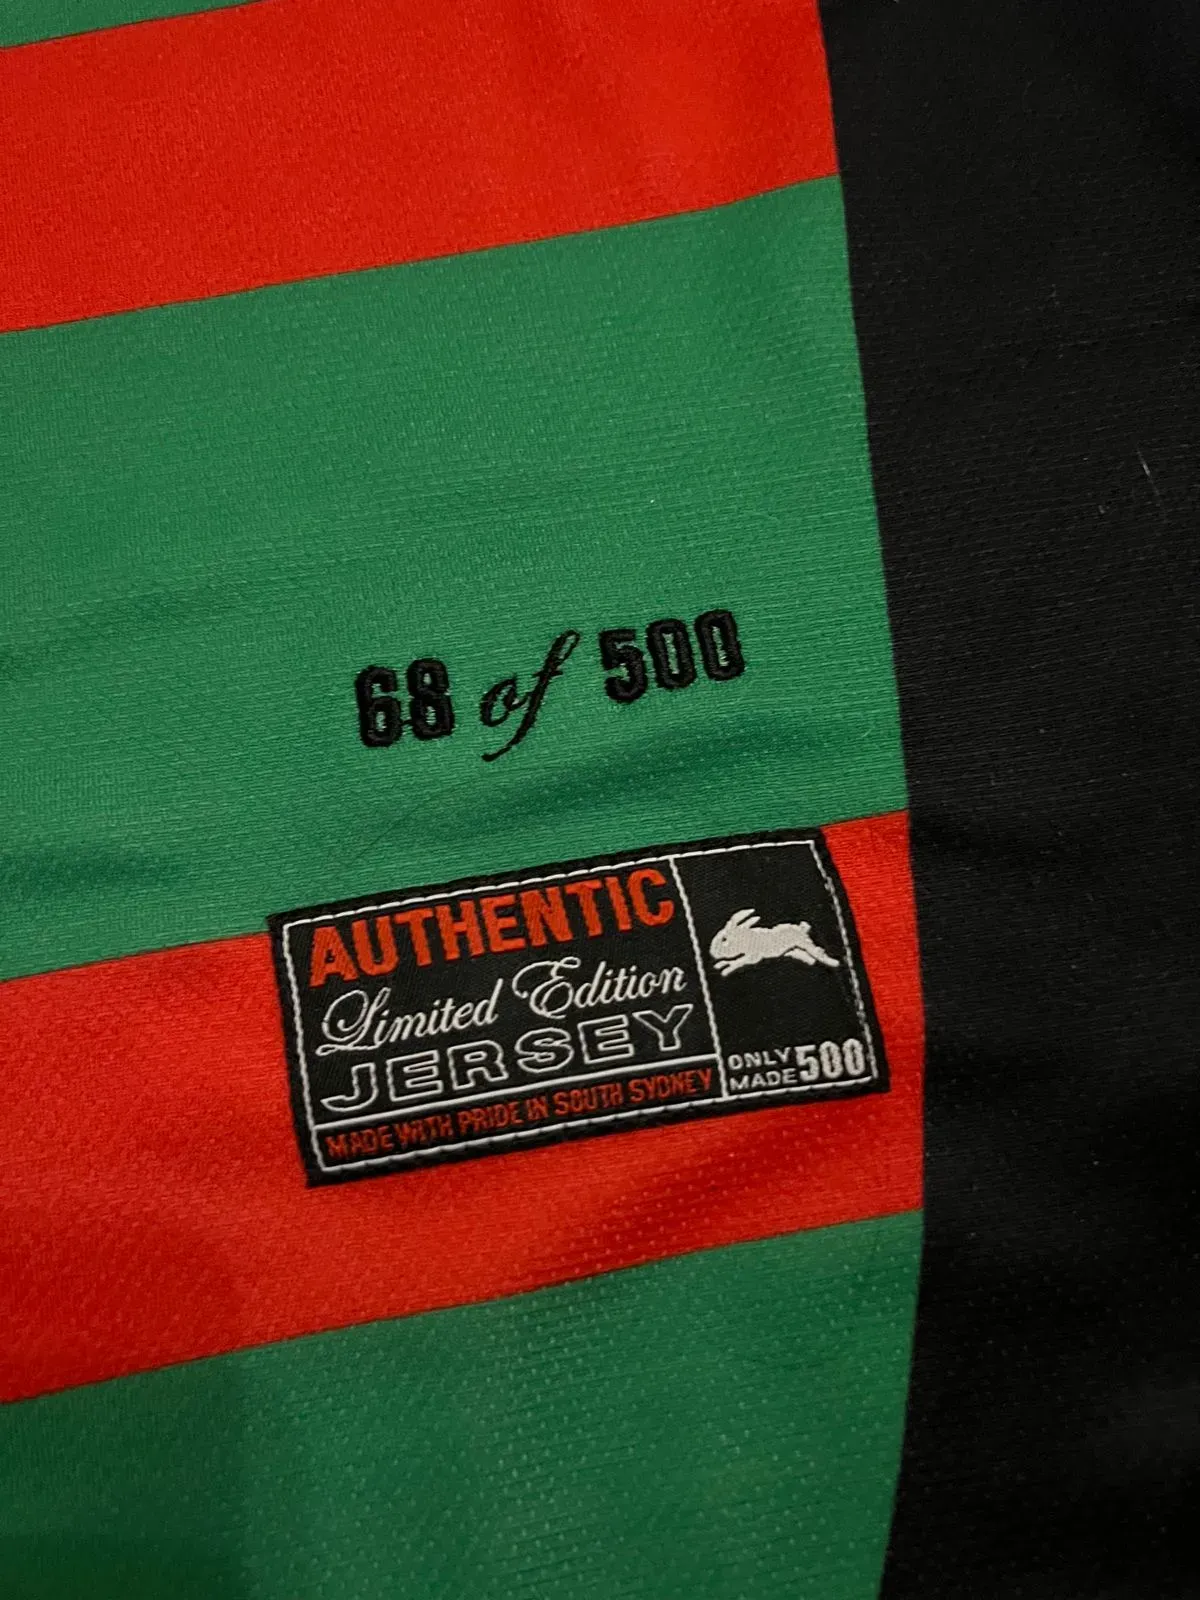 68 of 500
AUTHENTIC
Limited Edition
JERSEY
MADE WITH PRIDE IN SOUTH SYDNEY
ONLY
MADE 500